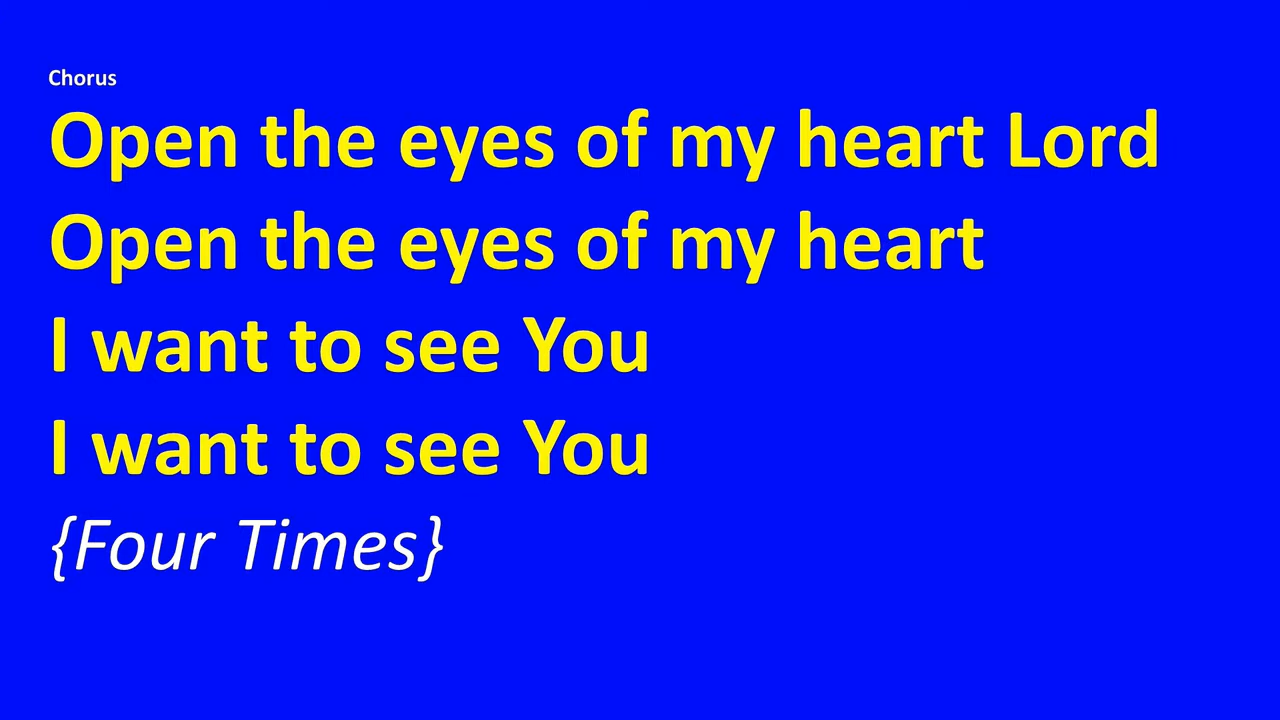 Chorus
Open the eyes of my heart Lord
Open the eyes of my heart
I want to see You
I want to see You
{Four Times}